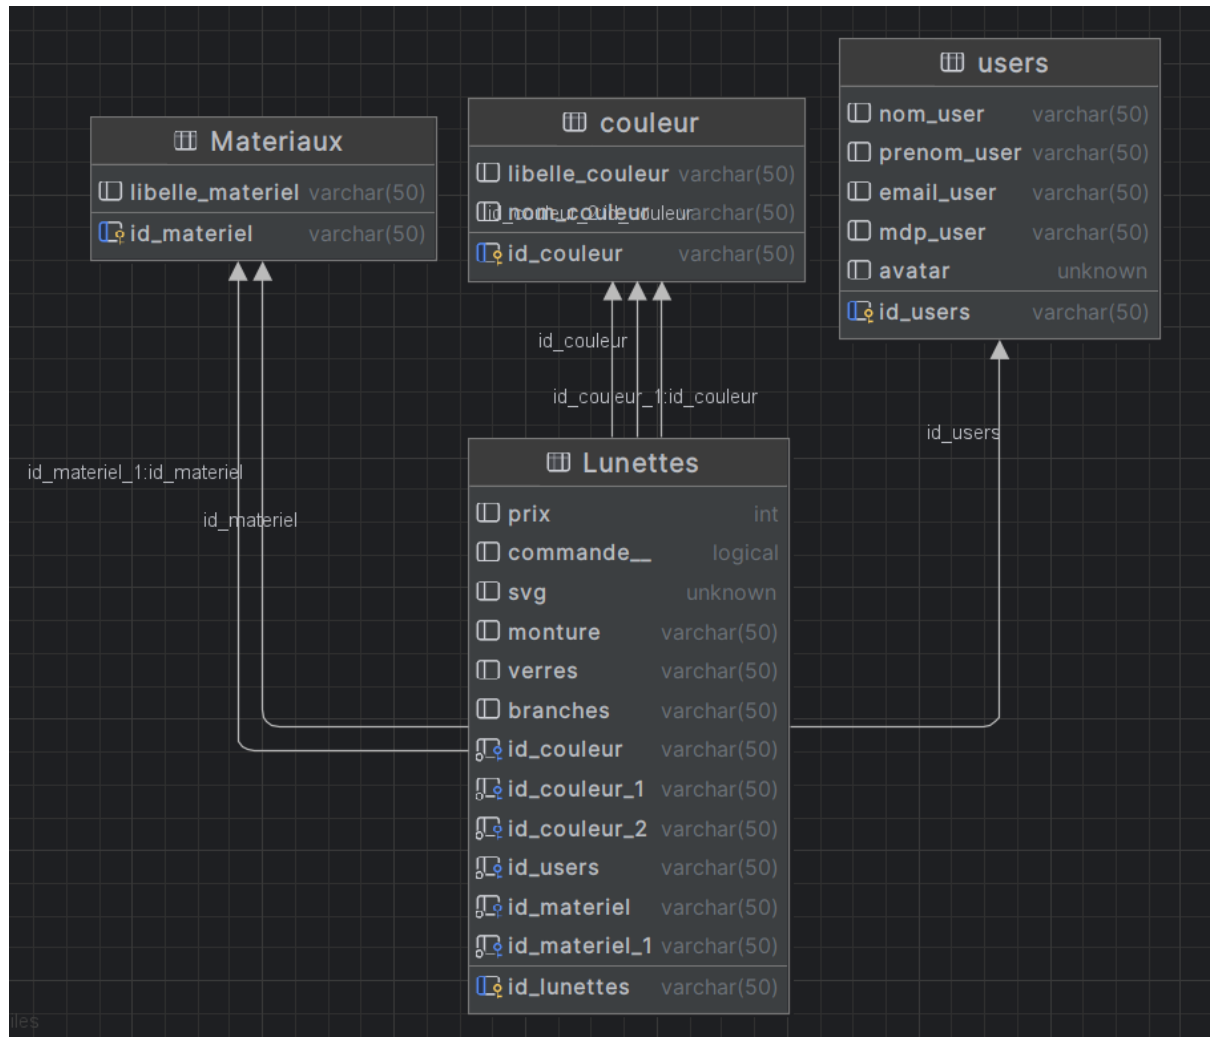 Materiaux
libelle_materiel varchar(50)
id_materiel varchar(50)
couleur
libelle_couleur varchar(50)
nom_couleur varchar(50)
id_couleur_2:id_couleur
id_couleur varchar(50)
users
nom_user varchar(50)
prenom_user varchar(50)
email_user varchar(50)
mdp_user varchar(50)
avatar unknown
id_users varchar(50)
id_couleur
id_couleur_1:id_couleur
id_users
id_materiel_1:id_materiel
id_materiel
Lunettes
prix int
commande__ logical
svg unknown
monture varchar(50)
verres varchar(50)
branches varchar(50)
id_couleur varchar(50)
id_couleur_1 varchar(50)
id_couleur_2 varchar(50)
id_users varchar(50)
id_materiel varchar(50)
id_materiel_1 varchar(50)
id_lunettes varchar(50)